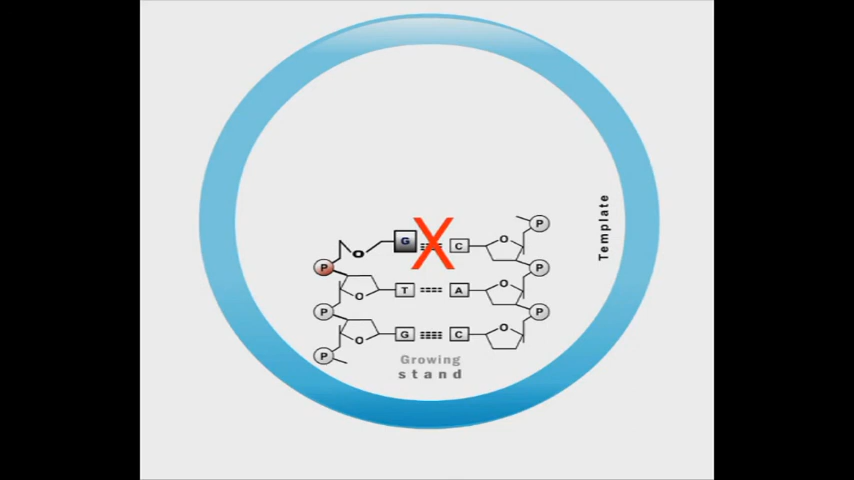 P
G C
O O
Template
P P
T A
O O
P P
G C
O O
P
Growing
stand
X